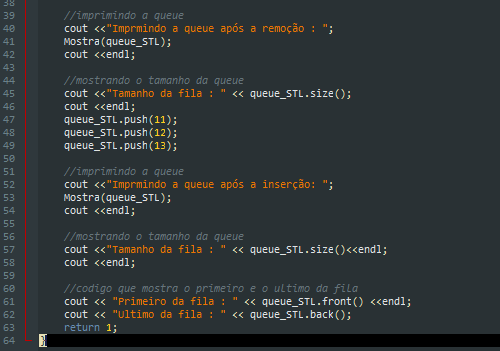 38
39 //imprimindo a queue
40 cout <<"Imprmindo a queue após a remoção : ";
41 Mostra(queue_STL);
42 cout <<endl;
43
44 //mostrando o tamanho da queue
45 cout <<"Tamanho da fila : " << queue_STL.size();
46 cout <<endl;
47 queue_STL.push(11);
48 queue_STL.push(12);
49 queue_STL.push(13);
50
51 //imprimindo a queue
52 cout <<"Imprmindo a queue após a inserção: ";
53 Mostra(queue_STL);
54 cout <<endl;
55
56 //mostrando o tamanho da queue
57 cout <<"Tamanho da fila : " << queue_STL.size()<<endl;
58 cout <<endl;
59
60 //codigo que mostra o primeiro e o ultimo da fila
61 cout << "Primeiro da fila : " << queue_STL.front() <<endl;
62 cout << "Ultimo da fila : " << queue_STL.back();
63 return 1;
64 }